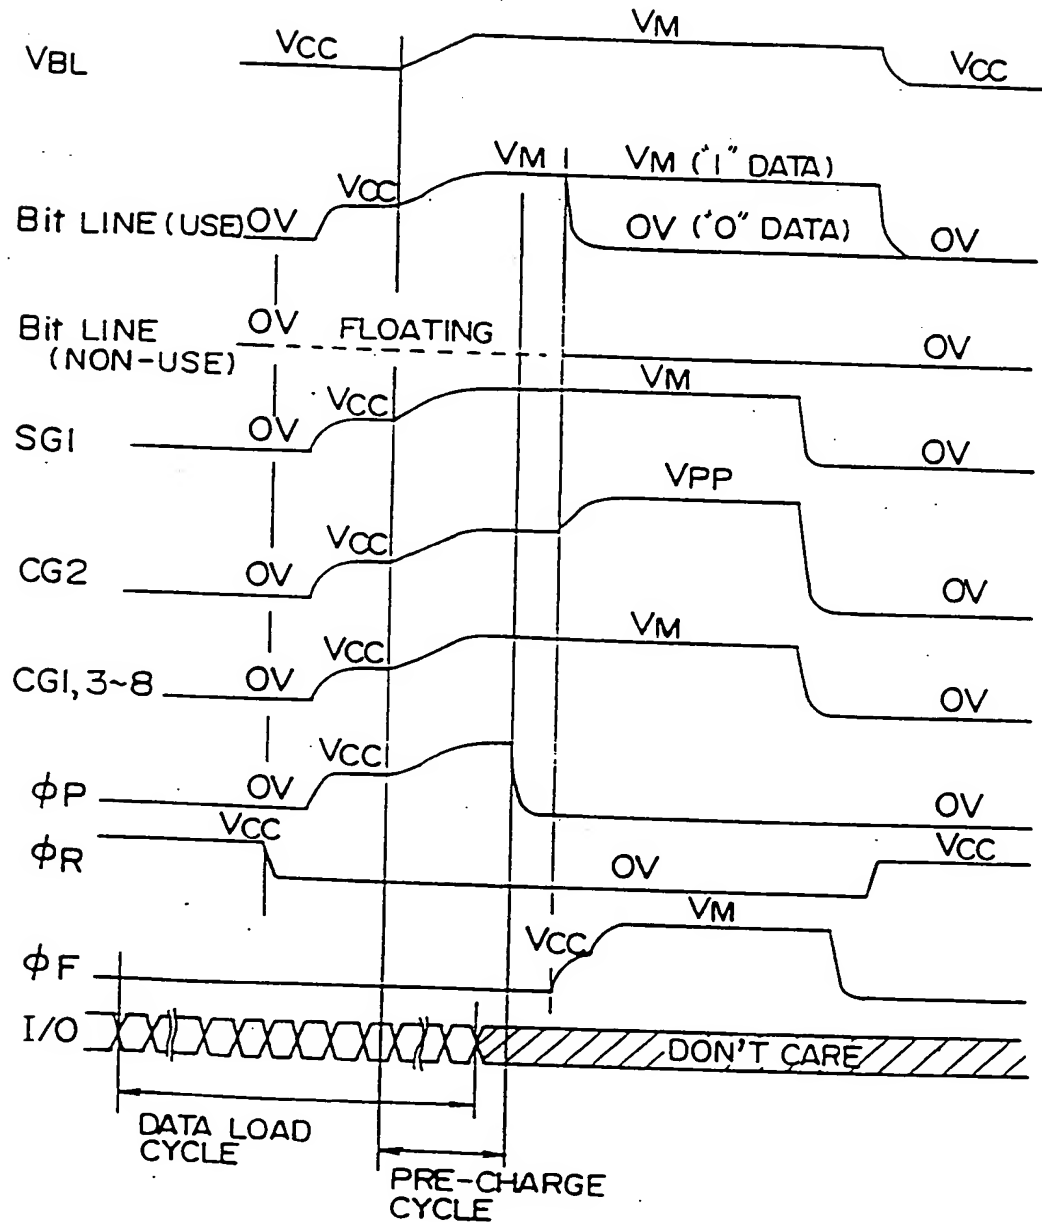 VBL VCC VM VCC
Bit LINE (USE) OV VCC VM VM ("1" DATA)
OV ("0" DATA) OV
Bit LINE (NON-USE) OV FLOATING OV
SG1 OV VCC VM OV
CG2 OV VCC VPP OV
CG1, 3~8 OV VCC VM OV
φP OV VCC OV
φR VCC OV VCC
φF VCC VM
I/O DON'T CARE
DATA LOAD
CYCLE
PRE-CHARGE
CYCLE